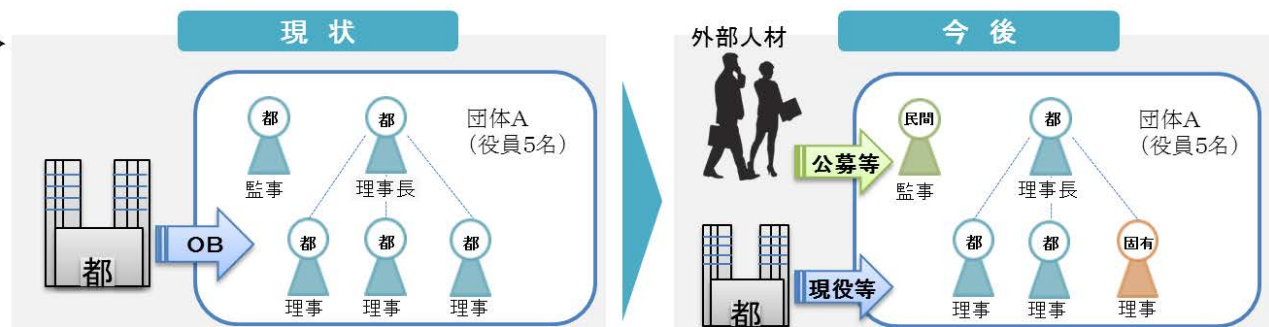 現 状
都
都
団体A
(役員5名)
監事
理事長
OB
都
都
都
都
理事
理事
理事
今 後
外部人材
民間
都
団体A
(役員5名)
公募等
監事
理事長
都
都
固有
都
現役等
理事
理事
理事